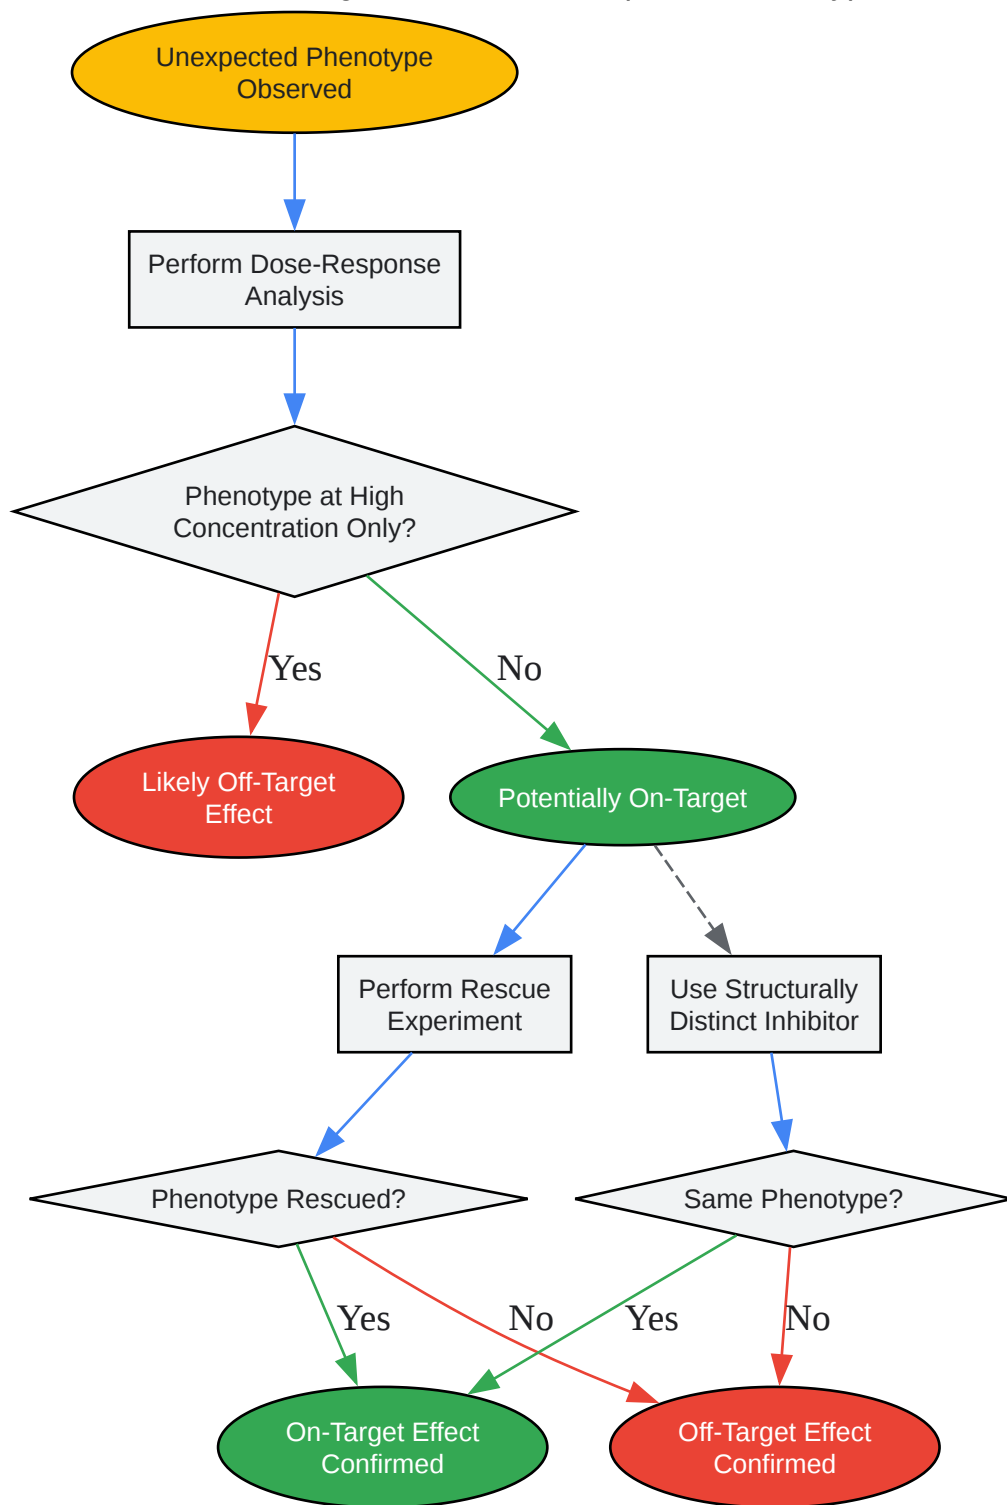 Unexpected Phenotype
Observed
Perform Dose-Response
Analysis
Phenotype at High
Concentration Only?
Yes
No
Likely Off-Target
Effect
Potentially On-Target
Perform Rescue
Experiment
Use Structurally
Distinct Inhibitor
Phenotype Rescued?
Same Phenotype?
Yes
No
Yes
No
On-Target Effect
Confirmed
Off-Target Effect
Confirmed